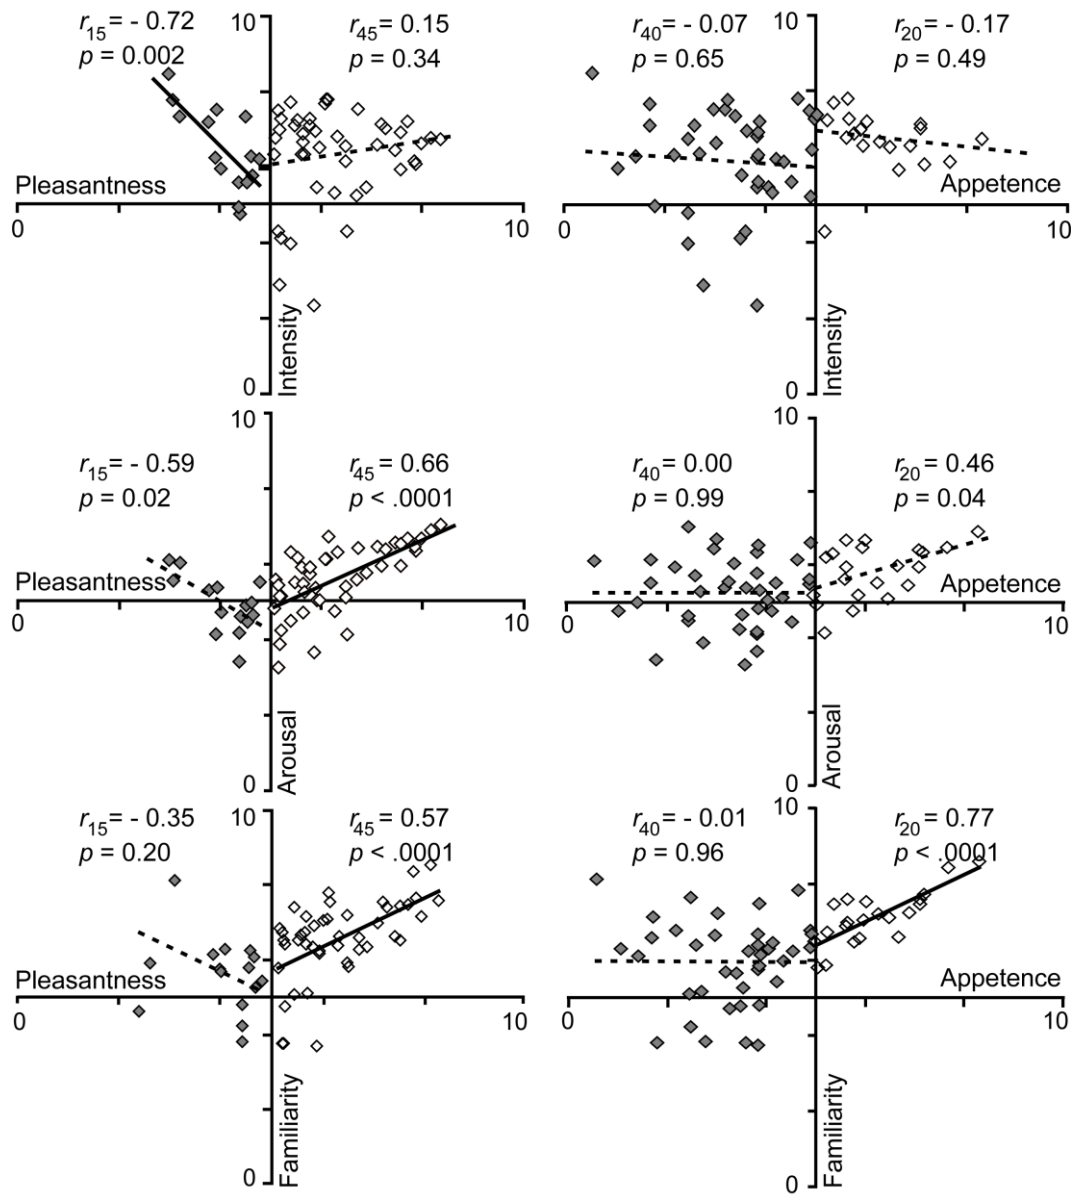 10
r15= - 0.72
p = 0.002
r45= 0.15
p = 0.34
Pleasantness
0
10
Intensity
0
10
r40= - 0.07
p = 0.65
r20= - 0.17
p = 0.49
Appetence
0
10
Intensity
0
10
r15= - 0.59
p = 0.02
r45= 0.66
p < .0001
Pleasantness
0
10
Arousal
0
10
r40= 0.00
p = 0.99
r20= 0.46
p = 0.04
Appetence
0
10
Arousal
0
10
r15= - 0.35
p = 0.20
r45= 0.57
p < .0001
Pleasantness
0
10
Familiarity
0
10
r40= - 0.01
p = 0.96
r20= 0.77
p < .0001
Appetence
0
10
Familiarity
0